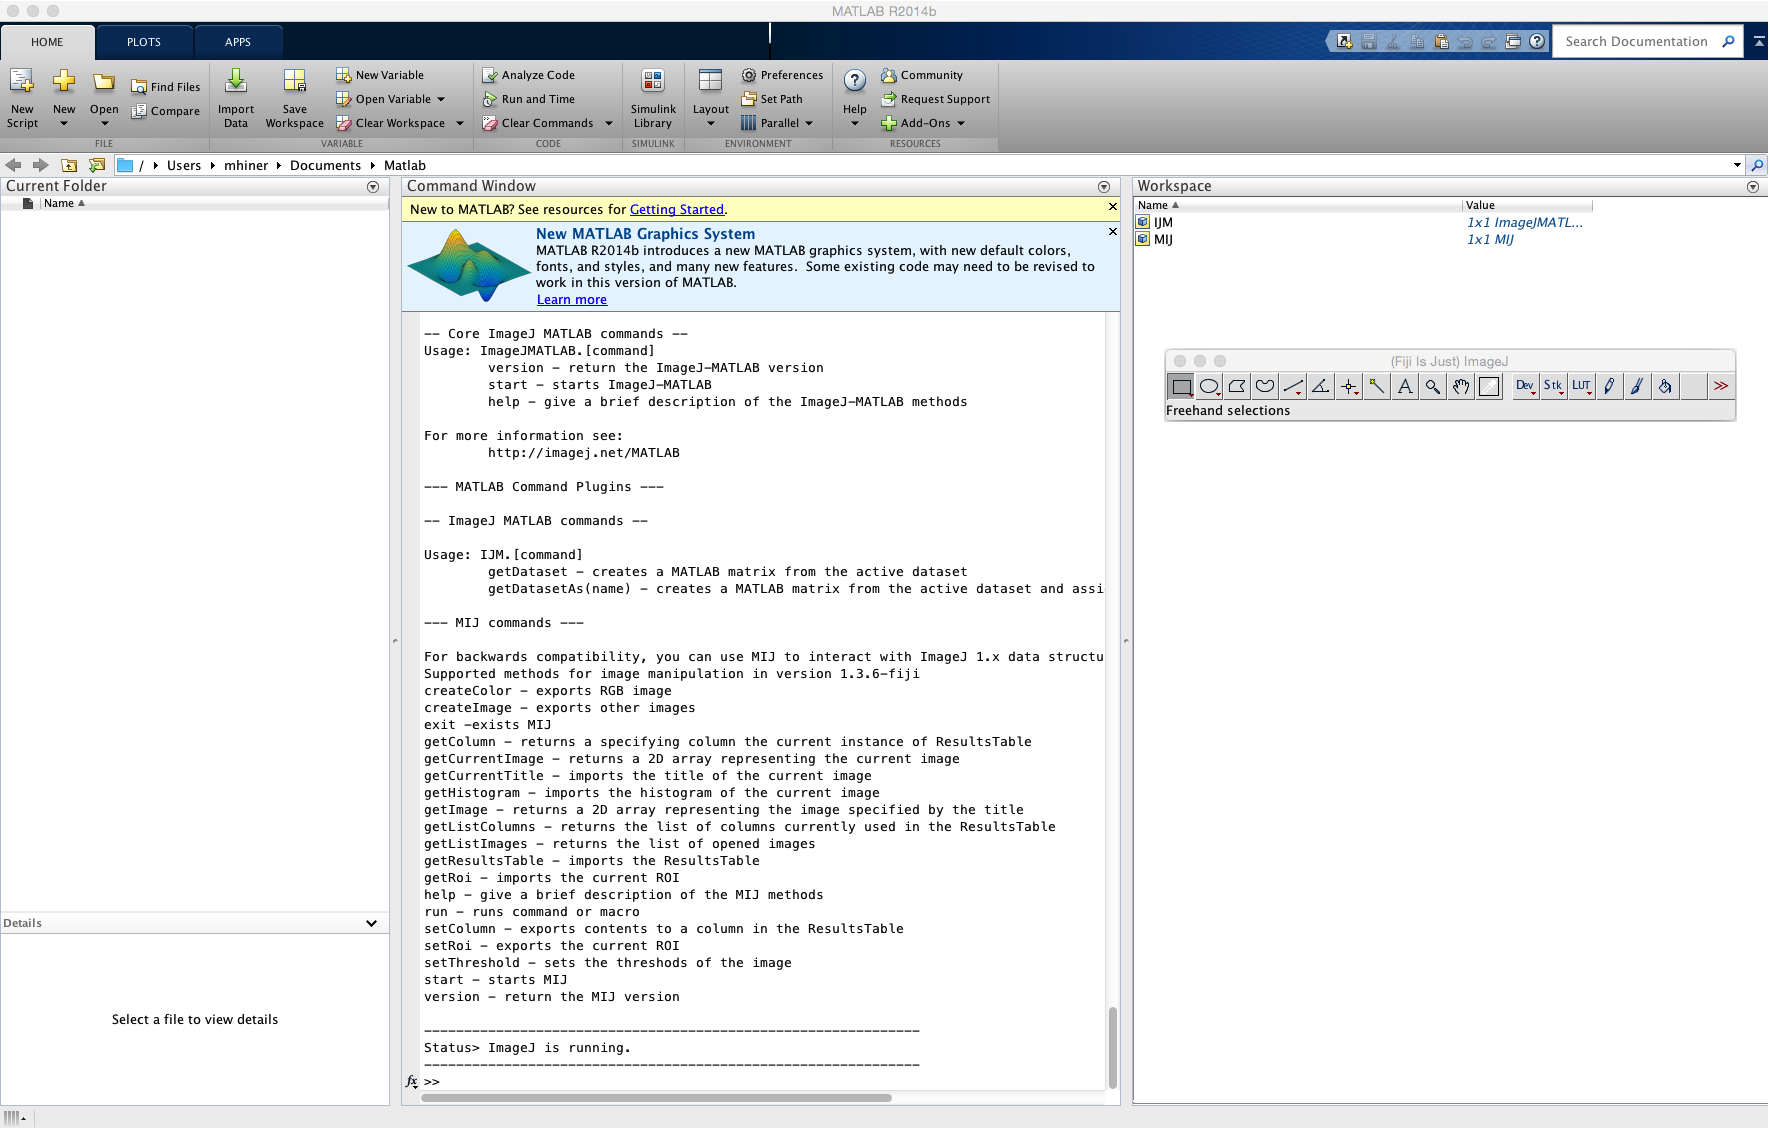 MATLAB R2014b
HOME PLOTS APPS
Search Documentation
New Script
New
Open
Find Files
Compare
FILE
Import Data
Save Workspace
New Variable
Open Variable
Clear Workspace
VARIABLE
Analyze Code
Run and Time
Clear Commands
CODE
Simulink Library
SIMULINK
Layout
Preferences
Set Path
Parallel
ENVIRONMENT
Help
Community
Request Support
Add-Ons
RESOURCES
/ Users mhiner Documents Matlab
Current Folder
Name
Details
Select a file to view details
Command Window
New to MATLAB? See resources for Getting Started.
New MATLAB Graphics System
MATLAB R2014b introduces a new MATLAB graphics system, with new default colors,
fonts, and styles, and many new features. Some existing code may need to be revised to
work in this version of MATLAB.
Learn more
-- Core ImageJ MATLAB commands --
Usage: ImageJMATLAB.[command]
version - return the ImageJ-MATLAB version
start - starts ImageJ-MATLAB
help - give a brief description of the ImageJ-MATLAB methods
For more information see:
http://imagej.net/MATLAB
--- MATLAB Command Plugins ---
-- ImageJ MATLAB commands --
Usage: IJM.[command]
getDataset - creates a MATLAB matrix from the active dataset
getDatasetAs(name) - creates a MATLAB matrix from the active dataset and assi
--- MIJ commands ---
For backwards compatibility, you can use MIJ to interact with ImageJ 1.x data structu
Supported methods for image manipulation in version 1.3.6-fiji
createColor - exports RGB image
createImage - exports other images
exit -exists MIJ
getColumn - returns a specifying column the current instance of ResultsTable
getCurrentImage - returns a 2D array representing the current image
getCurrentTitle - imports the title of the current image
getHistogram - imports the histogram of the current image
getImage - returns a 2D array representing the image specified by the title
getListColumns - returns the list of columns currently used in the ResultsTable
getListImages - returns the list of opened images
getResultsTable - imports the ResultsTable
getRoi - imports the current ROI
help - give a brief description of the MIJ methods
run - runs command or macro
setColumn - exports contents to a column in the ResultsTable
setRoi - exports the current ROI
setThreshold - sets the threshods of the image
start - starts MIJ
version - return the MIJ version
--------------------------------------------------------------
Status> ImageJ is running.
--------------------------------------------------------------
fx >>
Workspace
Name Value
IJM 1x1 ImageJMATL...
MIJ 1x1 MIJ
(Fiji Is Just) ImageJ
A Dev Stk LUT >>
Freehand selections